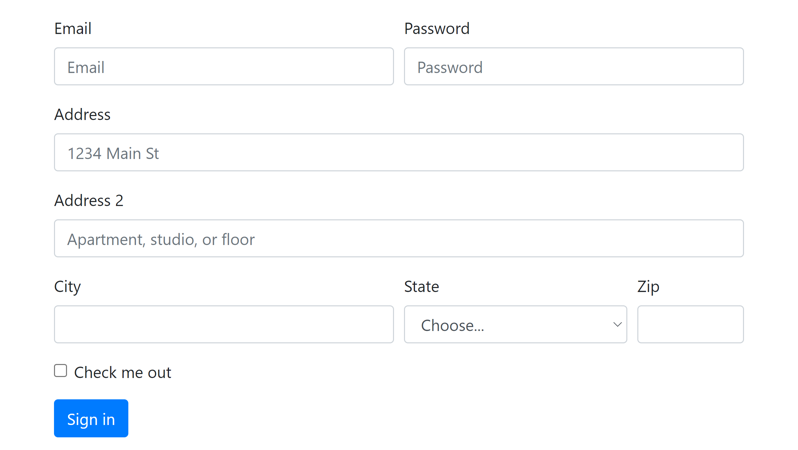 Email Password
Email Password
Address
1234 Main St
Address 2
Apartment, studio, or floor
City State Zip
Choose...
Check me out
Sign in